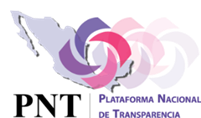 PNT
PLATAFORMA NACIONAL
DE TRANSPARENCIA